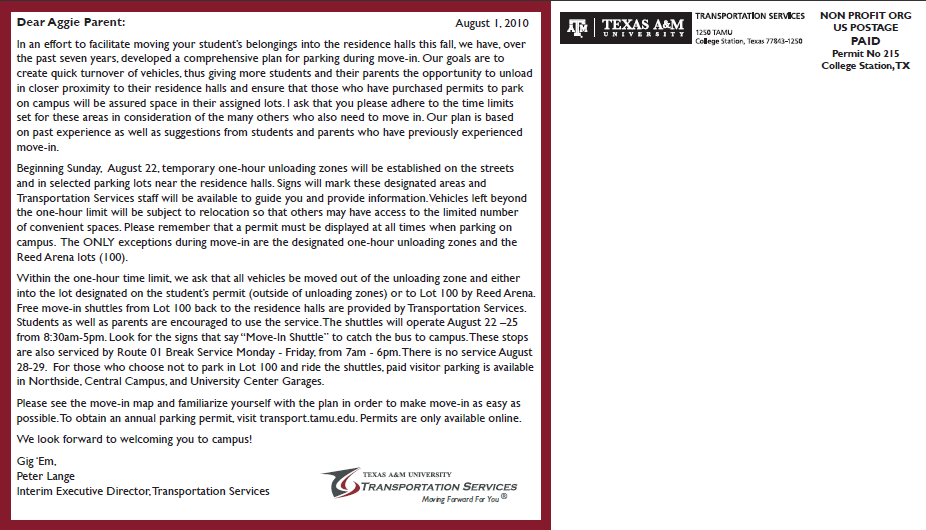 Dear Aggie Parent: August 1, 2010
In an effort to facilitate moving your student's belongings into the residence halls this fall, we have, over
the past seven years, developed a comprehensive plan for parking during move-in. Our goals are to
create quick turnover of vehicles, thus giving more students and their parents the opportunity to unload
in closer proximity to their residence halls and ensure that those who have purchased permits to park
on campus will be assured space in their assigned lots. I ask that you please adhere to the time limits
set for these areas in consideration of the many others who also need to move in. Our plan is based
on past experience as well as suggestions from students and parents who have previously experienced
move-in.
Beginning Sunday, August 22, temporary one-hour unloading zones will be established on the streets
and in selected parking lots near the residence halls. Signs will mark these designated areas and
Transportation Services staff will be available to guide you and provide information. Vehicles left beyond
the one-hour limit will be subject to relocation so that others may have access to the limited number
of convenient spaces. Please remember that a permit must be displayed at all times when parking on
campus. The ONLY exceptions during move-in are the designated one-hour unloading zones and the
Reed Arena lots (100).
Within the one-hour time limit, we ask that all vehicles be moved out of the unloading zone and either
into the lot designated on the student's permit (outside of unloading zones) or to Lot 100 by Reed Arena.
Free move-in shuttles from Lot 100 back to the residence halls are provided by Transportation Services.
Students as well as parents are encouraged to use the service. The shuttles will operate August 22 –25
from 8:30am-5pm. Look for the signs that say "Move-In Shuttle" to catch the bus to campus. These stops
are also serviced by Route 01 Break Service Monday - Friday, from 7am - 6pm. There is no service August
28-29. For those who choose not to park in Lot 100 and ride the shuttles, paid visitor parking is available
in Northside, Central Campus, and University Center Garages.
Please see the move-in map and familiarize yourself with the plan in order to make move-in as easy as
possible. To obtain an annual parking permit, visit transport.tamu.edu. Permits are only available online.
We look forward to welcoming you to campus!
Gig 'Em,
Peter Lange
Interim Executive Director, Transportation Services
TEXAS A&M UNIVERSITY
TRANSPORTATION SERVICES
Moving Forward For You ®
ATM
TEXAS A&M
UNIVERSITY
TRANSPORTATION SERVICES
1250 TAMU
College Station, Texas 77843-1250
NON PROFIT ORG
US POSTAGE
PAID
Permit No 215
College Station, TX